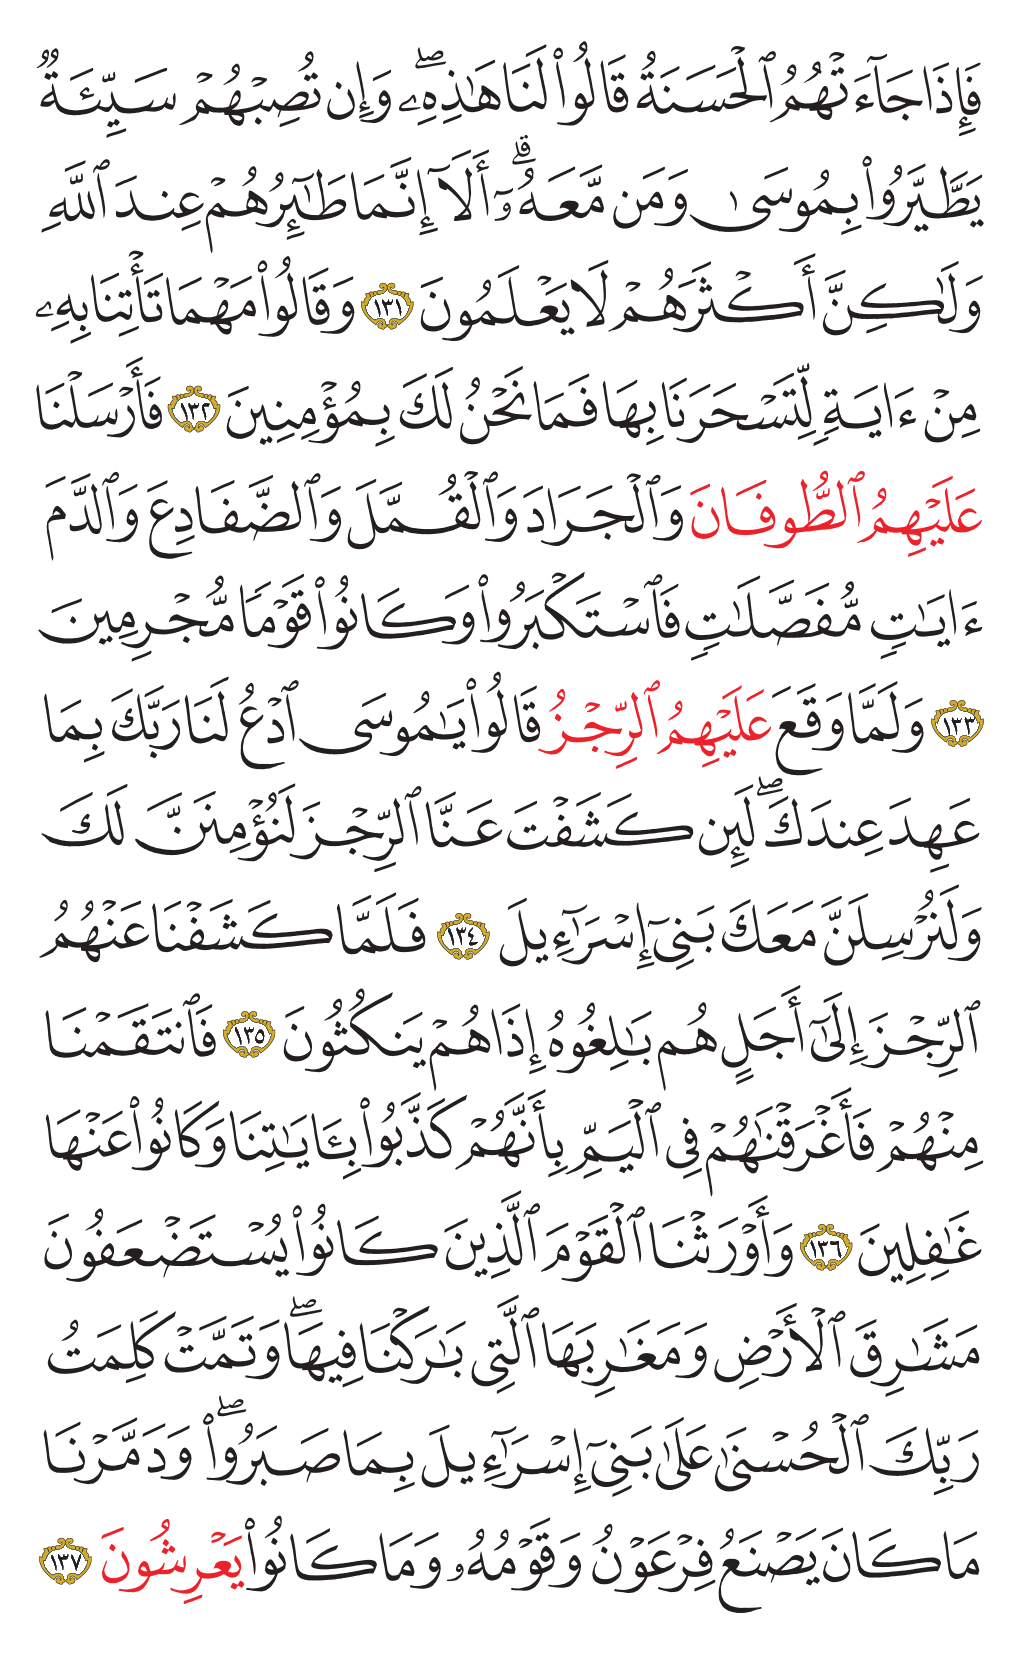 فَإِذَا جَآءَتْهُمُ ٱلْحَسَنَةُ قَالُوا۟ لَنَا هَـٰذِهِۦ ۖ وَإِن تُصِبْهُمْ سَيِّئَةٌ
يَطَّيَّرُوا۟ بِمُوسَىٰ وَمَن مَّعَهُۥٓ ۗ أَلَآ إِنَّمَا طَـٰٓئِرُهُمْ عِندَ ٱللَّهِ
وَلَـٰكِنَّ أَكْثَرَهُمْ لَا يَعْلَمُونَ ١٣١ وَقَالُوا۟ مَهْمَا تَأْتِنَا بِهِۦ
مِنْ ءَايَةٍ لِّتَسْحَرَنَا بِهَا فَمَا نَحْنُ لَكَ بِمُؤْمِنِينَ ١٣٢ فَأَرْسَلْنَا
عَلَيْهِمُ ٱلطُّوفَانَ وَٱلْجَرَادَ وَٱلْقُمَّلَ وَٱلضَّفَادِعَ وَٱلدَّمَ
ءَايَـٰتٍ مُّفَصَّلَـٰتٍ فَٱسْتَكْبَرُوا۟ وَكَانُوا۟ قَوْمًا مُّجْرِمِينَ
١٣٣ وَلَمَّا وَقَعَ عَلَيْهِمُ ٱلرِّجْزُ قَالُوا۟ يَـٰمُوسَى ٱدْعُ لَنَا رَبَّكَ بِمَا
عَهِدَ عِندَكَ ۖ لَئِن كَشَفْتَ عَنَّا ٱلرِّجْزَ لَنُؤْمِنَنَّ لَكَ
وَلَنُرْسِلَنَّ مَعَكَ بَنِىٓ إِسْرَٰٓءِيلَ ١٣٤ فَلَمَّا كَشَفْنَا عَنْهُمُ
ٱلرِّجْزَ إِلَىٰٓ أَجَلٍ هُم بَـٰلِغُوهُ إِذَا هُمْ يَنكُثُونَ ١٣٥ فَٱنتَقَمْنَا
مِنْهُمْ فَأَغْرَقْنَـٰهُمْ فِى ٱلْيَمِّ بِأَنَّهُمْ كَذَّبُوا۟ بِـَٔايَـٰتِنَا وَكَانُوا۟ عَنْهَا
غَـٰفِلِينَ ١٣٦ وَأَوْرَثْنَا ٱلْقَوْمَ ٱلَّذِينَ كَانُوا۟ يُسْتَضْعَفُونَ
مَشَـٰرِقَ ٱلْأَرْضِ وَمَغَـٰرِبَهَا ٱلَّتِى بَـٰرَكْنَا فِيهَا ۖ وَتَمَّتْ كَلِمَتُ
رَبِّكَ ٱلْحُسْنَىٰ عَلَىٰ بَنِىٓ إِسْرَٰٓءِيلَ بِمَا صَبَرُوا۟ ۖ وَدَمَّرْنَا
مَا كَانَ يَصْنَعُ فِرْعَوْنُ وَقَوْمُهُۥ وَمَا كَانُوا۟ يَعْرِشُونَ ١٣٧